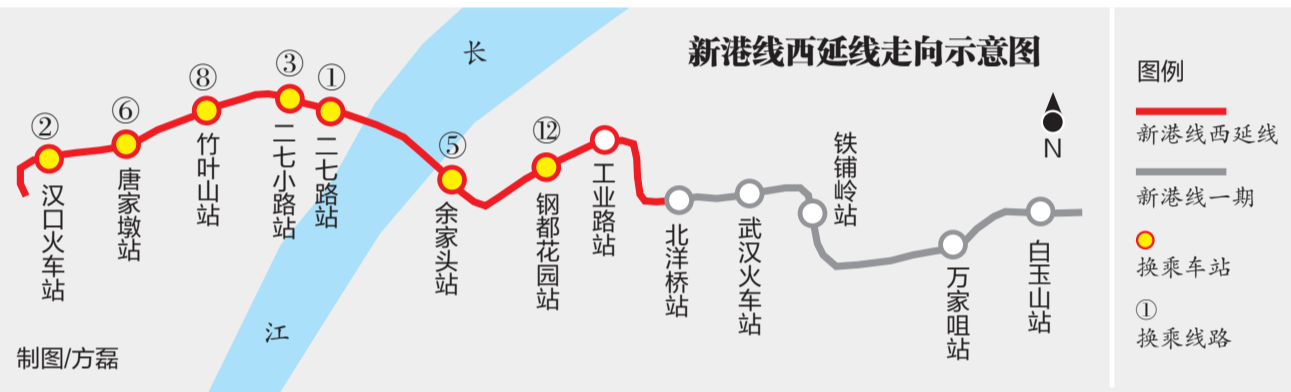 新港线西延线走向示意图
长
江
②
汉口火车站
⑥
唐家墩站
⑧
竹叶山站
③
二七小路站
①
二七路站
⑤
余家头站
⑫
钢都花园站
工业路站
北洋桥站
武汉火车站
铁铺岭站
万家咀站
白玉山站
N
制图/方磊
图例
新港线西延线
新港线一期
换乘车站
①
换乘线路